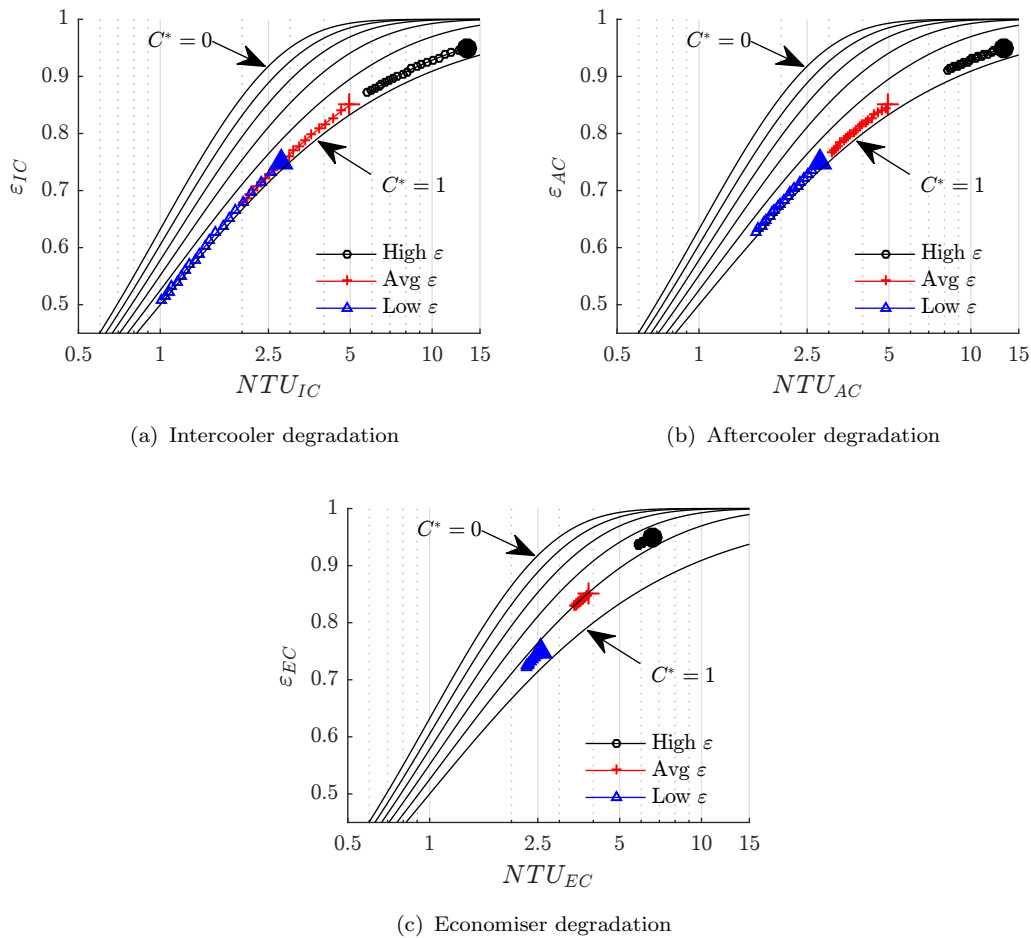 1
0.9
0.8
0.7
0.6
0.5
ε_IC
C* = 0
C* = 1
High ε
Avg ε
Low ε
0.5 1 2.5 5 10 15
NTU_IC
(a) Intercooler degradation
1
0.9
0.8
0.7
0.6
0.5
ε_AC
C* = 0
C* = 1
High ε
Avg ε
Low ε
0.5 1 2.5 5 10 15
NTU_AC
(b) Aftercooler degradation
1
0.9
0.8
0.7
0.6
0.5
ε_EC
C* = 0
C* = 1
High ε
Avg ε
Low ε
0.5 1 2.5 5 10 15
NTU_EC
(c) Economiser degradation